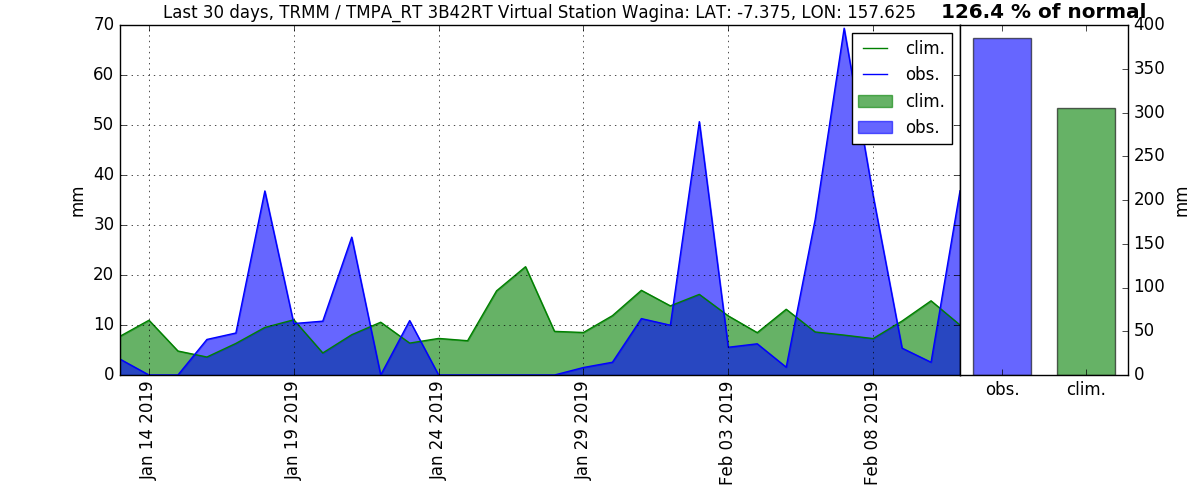 Last 30 days, TRMM / TMPA_RT 3B42RT Virtual Station Wagina: LAT: -7.375, LON: 157.625
126.4 % of normal
70
60
50
40
30
20
10
0
mm
clim.
obs.
clim.
obs.
Jan 14 2019
Jan 19 2019
Jan 24 2019
Jan 29 2019
Feb 03 2019
Feb 08 2019
400
350
300
250
200
150
100
50
0
mm
obs.
clim.